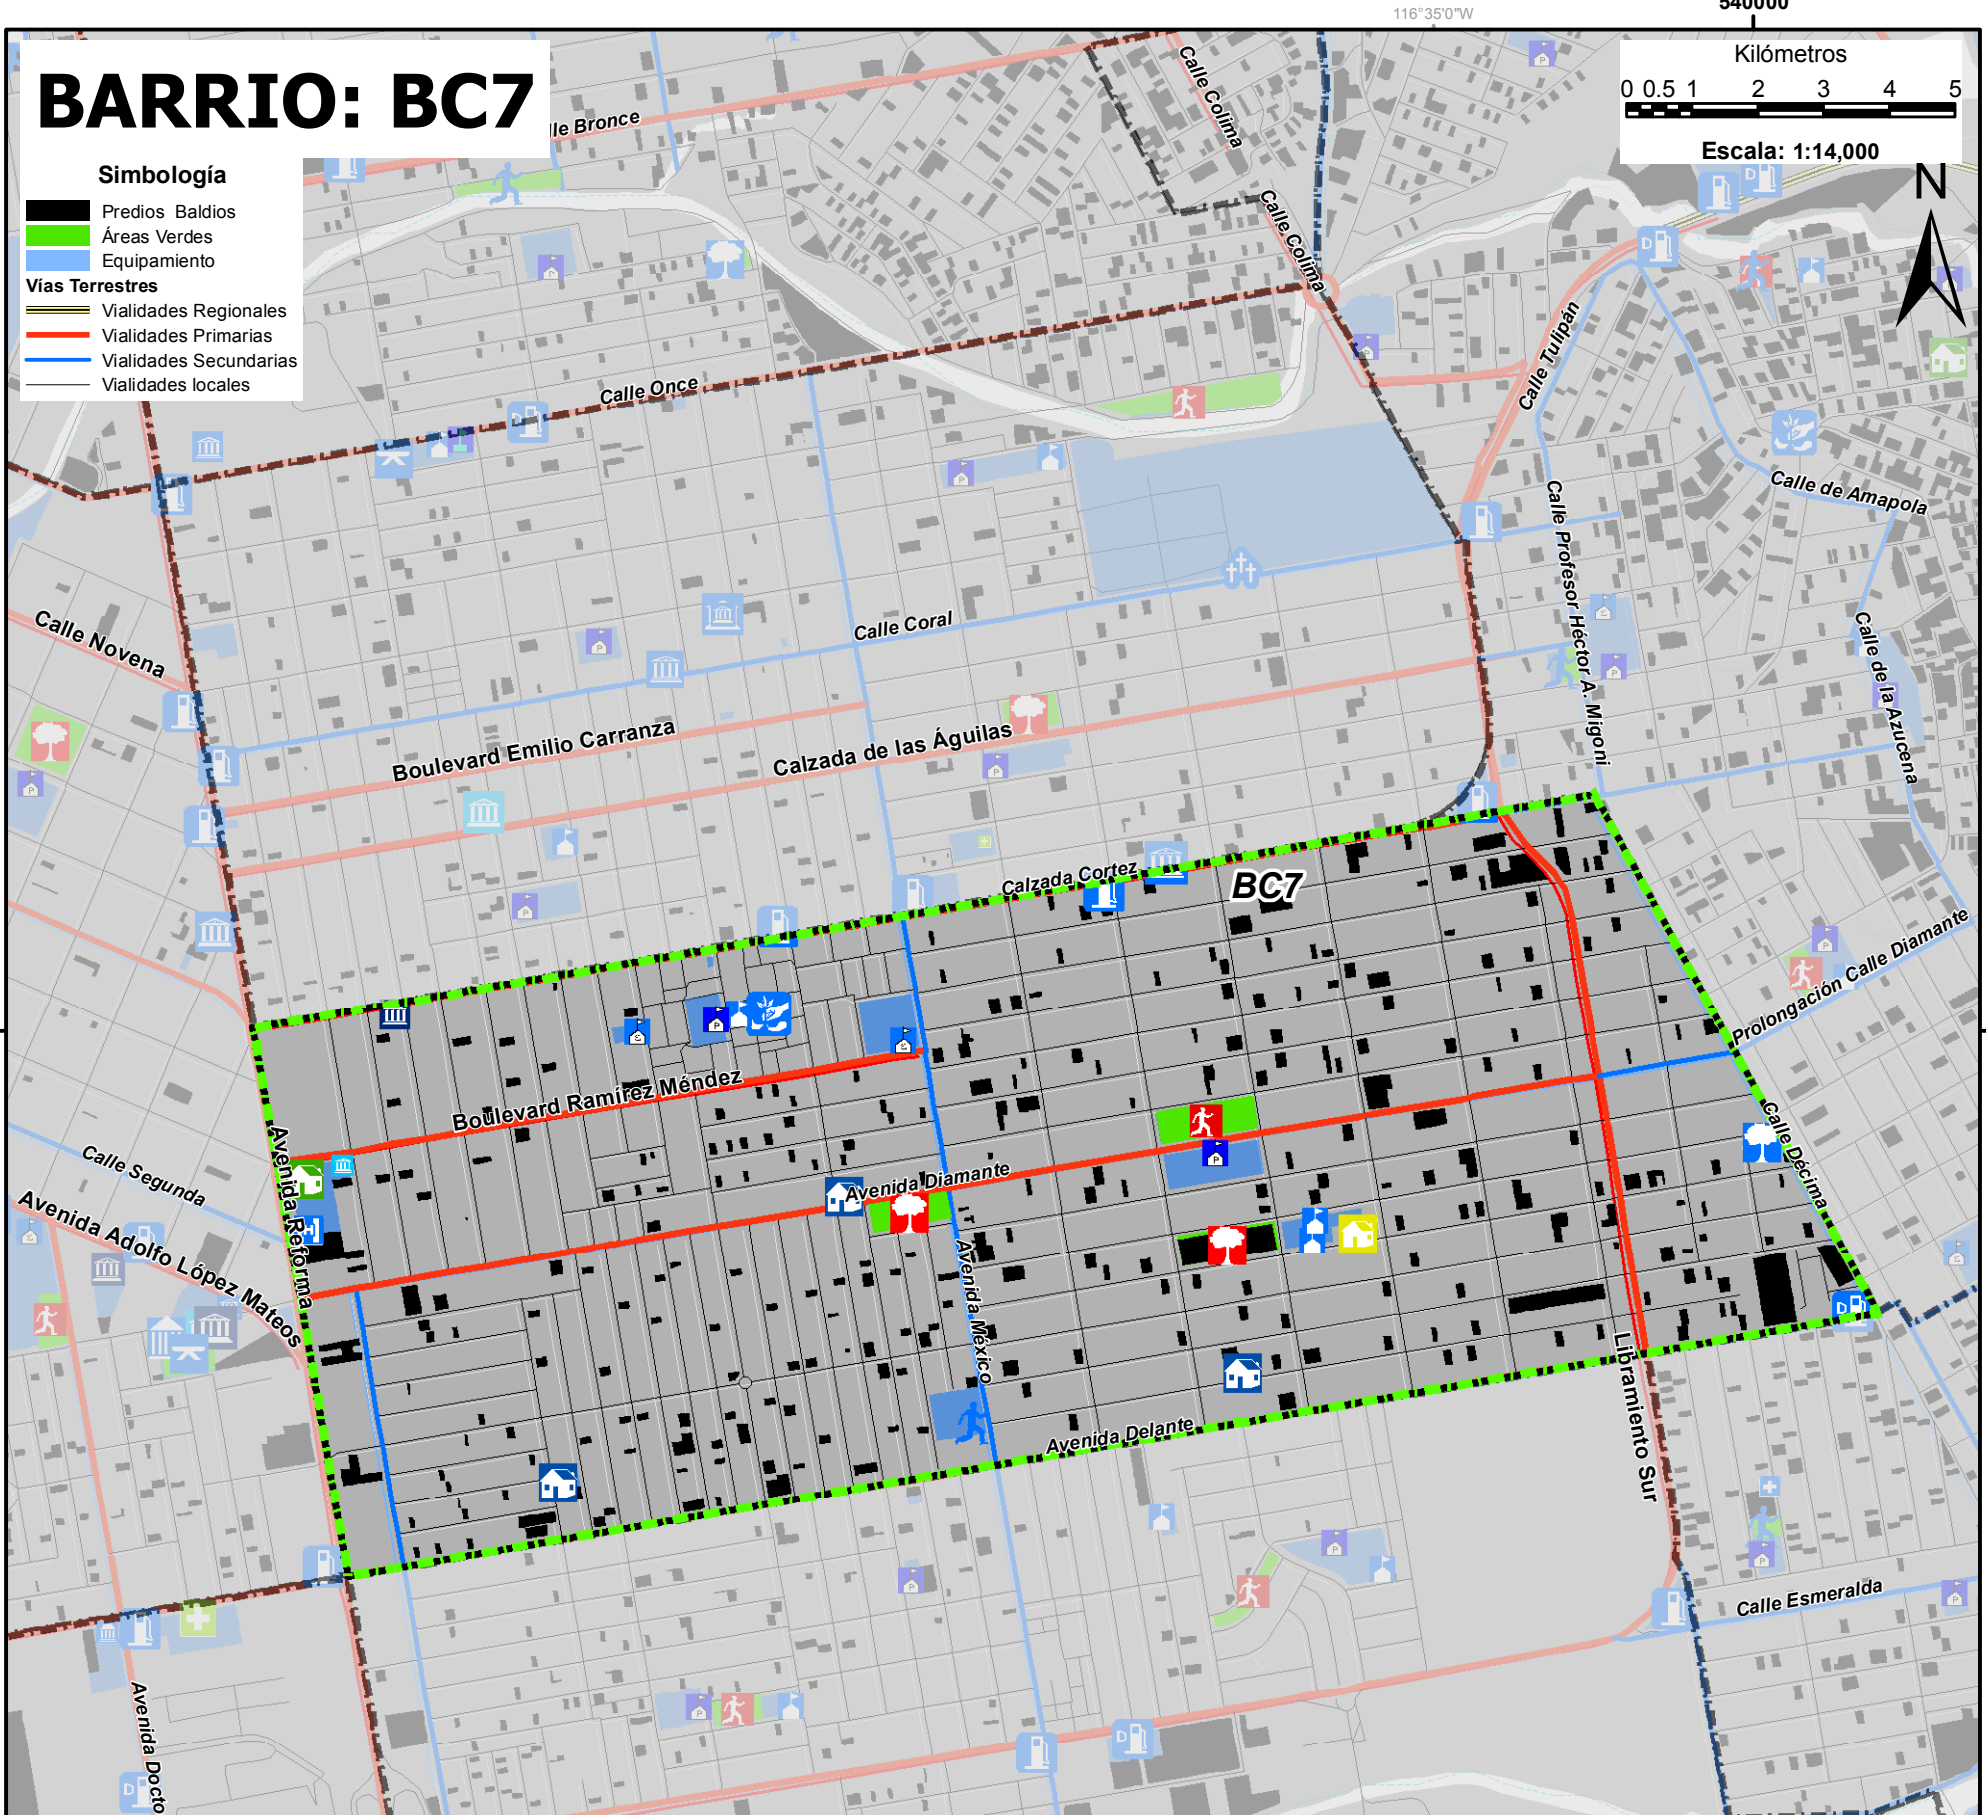 116°35'0"W
540000
BARRIO: BC7
Kilómetros
0 0.5 1 2 3 4 5
Escala: 1:14,000
N
Simbología
Predios Baldios
Áreas Verdes
Equipamiento
Vías Terrestres
Vialidades Regionales
Vialidades Primarias
Vialidades Secundarias
Vialidades locales
lle Bronce
Calle Colima
Calle Colima
Calle Once
Calle Tulipán
Calle de Amapola
Calle Profesor Héctor A. Migoni
Calle Novena
Calle Coral
Calle de la Azucena
Boulevard Emilio Carranza
Calzada de las Águilas
Calzada Cortez
BC7
Prolongación Calle Diamante
Boulevard Ramírez Méndez
Calle Segunda
Avenida Reforma
Avenida Diamante
Calle Décima
Avenida Adolfo López Mateos
Avenida México
Libramiento Sur
Avenida Delante
Calle Esmeralda
Avenida Docto